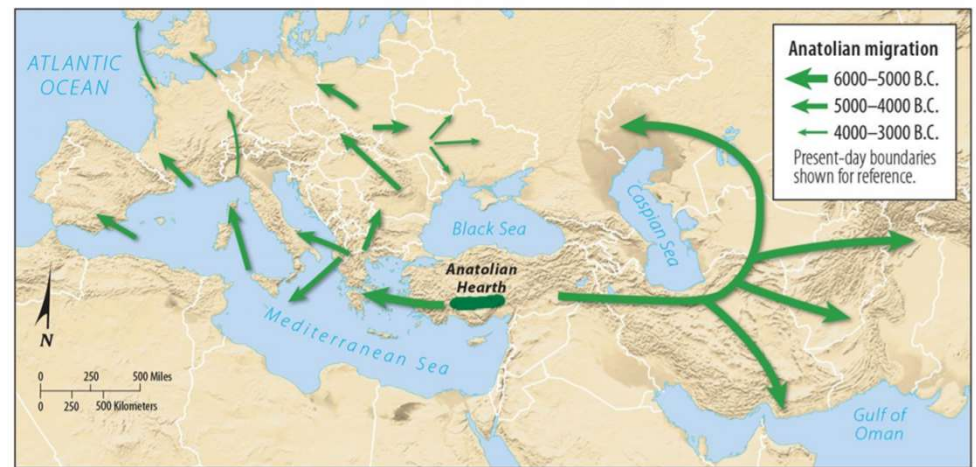 ATLANTIC
OCEAN
Anatolian migration
6000–5000 B.C.
5000–4000 B.C.
4000–3000 B.C.
Present-day boundaries
shown for reference.
Caspian Sea
Black Sea
Anatolian
Hearth
Mediterranean Sea
N
0 250 500 Miles
0 250 500 Kilometers
Gulf of
Oman